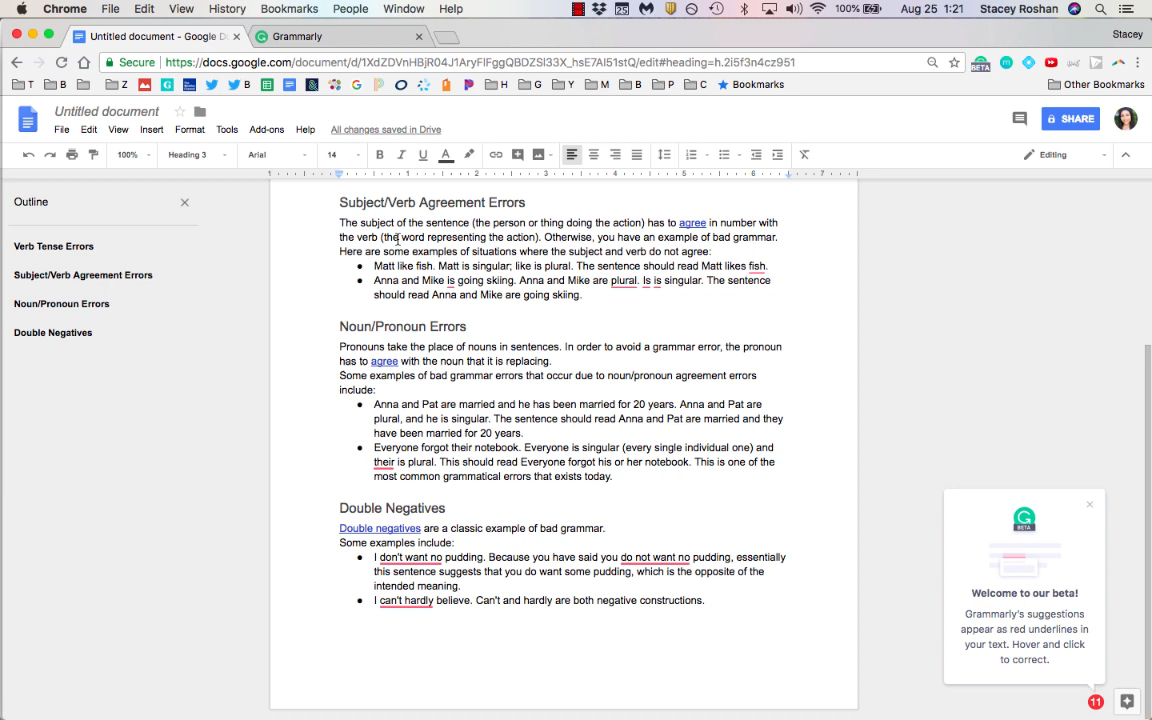 Chrome File Edit View History Bookmarks People Window Help 25 100% Aug 25 1:21 Stacey Roshan
Untitled document - Google D Grammarly Stacey
Secure https://docs.google.com/document/d/1XdZDVnHBjR04J1AryFlFggQBDZSl33X_hsE7Al51stQ/edit#heading=h.2i5f3n4cz951
T B Z B H G Y M B P C Bookmarks Other Bookmarks
Untitled document
File Edit View Insert Format Tools Add-ons Help All changes saved in Drive SHARE
100% Heading 3 Arial 14 B I U A Editing
1 1 2 3 4 5 6 7
Outline
Verb Tense Errors
Subject/Verb Agreement Errors
Noun/Pronoun Errors
Double Negatives
Subject/Verb Agreement Errors
The subject of the sentence (the person or thing doing the action) has to agree in number with
the verb (the word representing the action). Otherwise, you have an example of bad grammar.
Here are some examples of situations where the subject and verb do not agree:
● Matt like fish. Matt is singular; like is plural. The sentence should read Matt likes fish.
● Anna and Mike is going skiing. Anna and Mike are plural. Is is singular. The sentence
should read Anna and Mike are going skiing.
Noun/Pronoun Errors
Pronouns take the place of nouns in sentences. In order to avoid a grammar error, the pronoun
has to agree with the noun that it is replacing.
Some examples of bad grammar errors that occur due to noun/pronoun agreement errors
include:
● Anna and Pat are married and he has been married for 20 years. Anna and Pat are
plural, and he is singular. The sentence should read Anna and Pat are married and they
have been married for 20 years.
● Everyone forgot their notebook. Everyone is singular (every single individual one) and
their is plural. This should read Everyone forgot his or her notebook. This is one of the
most common grammatical errors that exists today.
Double Negatives
Double negatives are a classic example of bad grammar.
Some examples include:
● I don't want no pudding. Because you have said you do not want no pudding, essentially
this sentence suggests that you do want some pudding, which is the opposite of the
intended meaning.
● I can't hardly believe. Can't and hardly are both negative constructions.
BETA
Welcome to our beta!
Grammarly's suggestions
appear as red underlines in
your text. Hover and click
to correct.
11